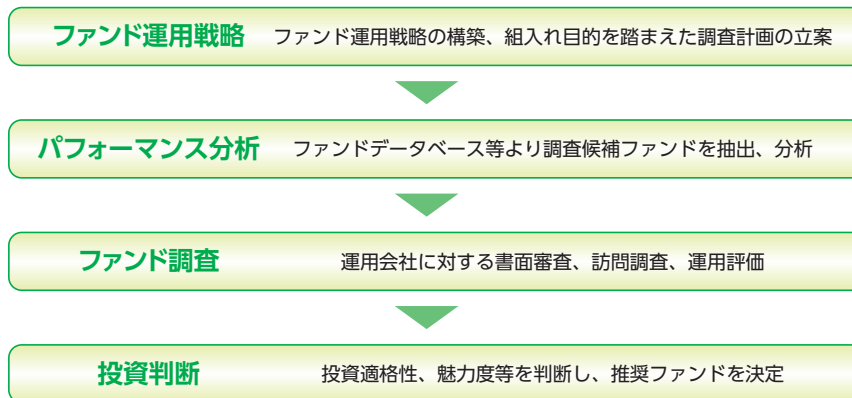 ファンド運用戦略 ファンド運用戦略の構築、組入れ目的を踏まえた調査計画の立案
パフォーマンス分析 ファンドデータベース等より調査候補ファンドを抽出、分析
ファンド調査 運用会社に対する書面審査、訪問調査、運用評価
投資判断 投資適格性、魅力度等を判断し、推奨ファンドを決定